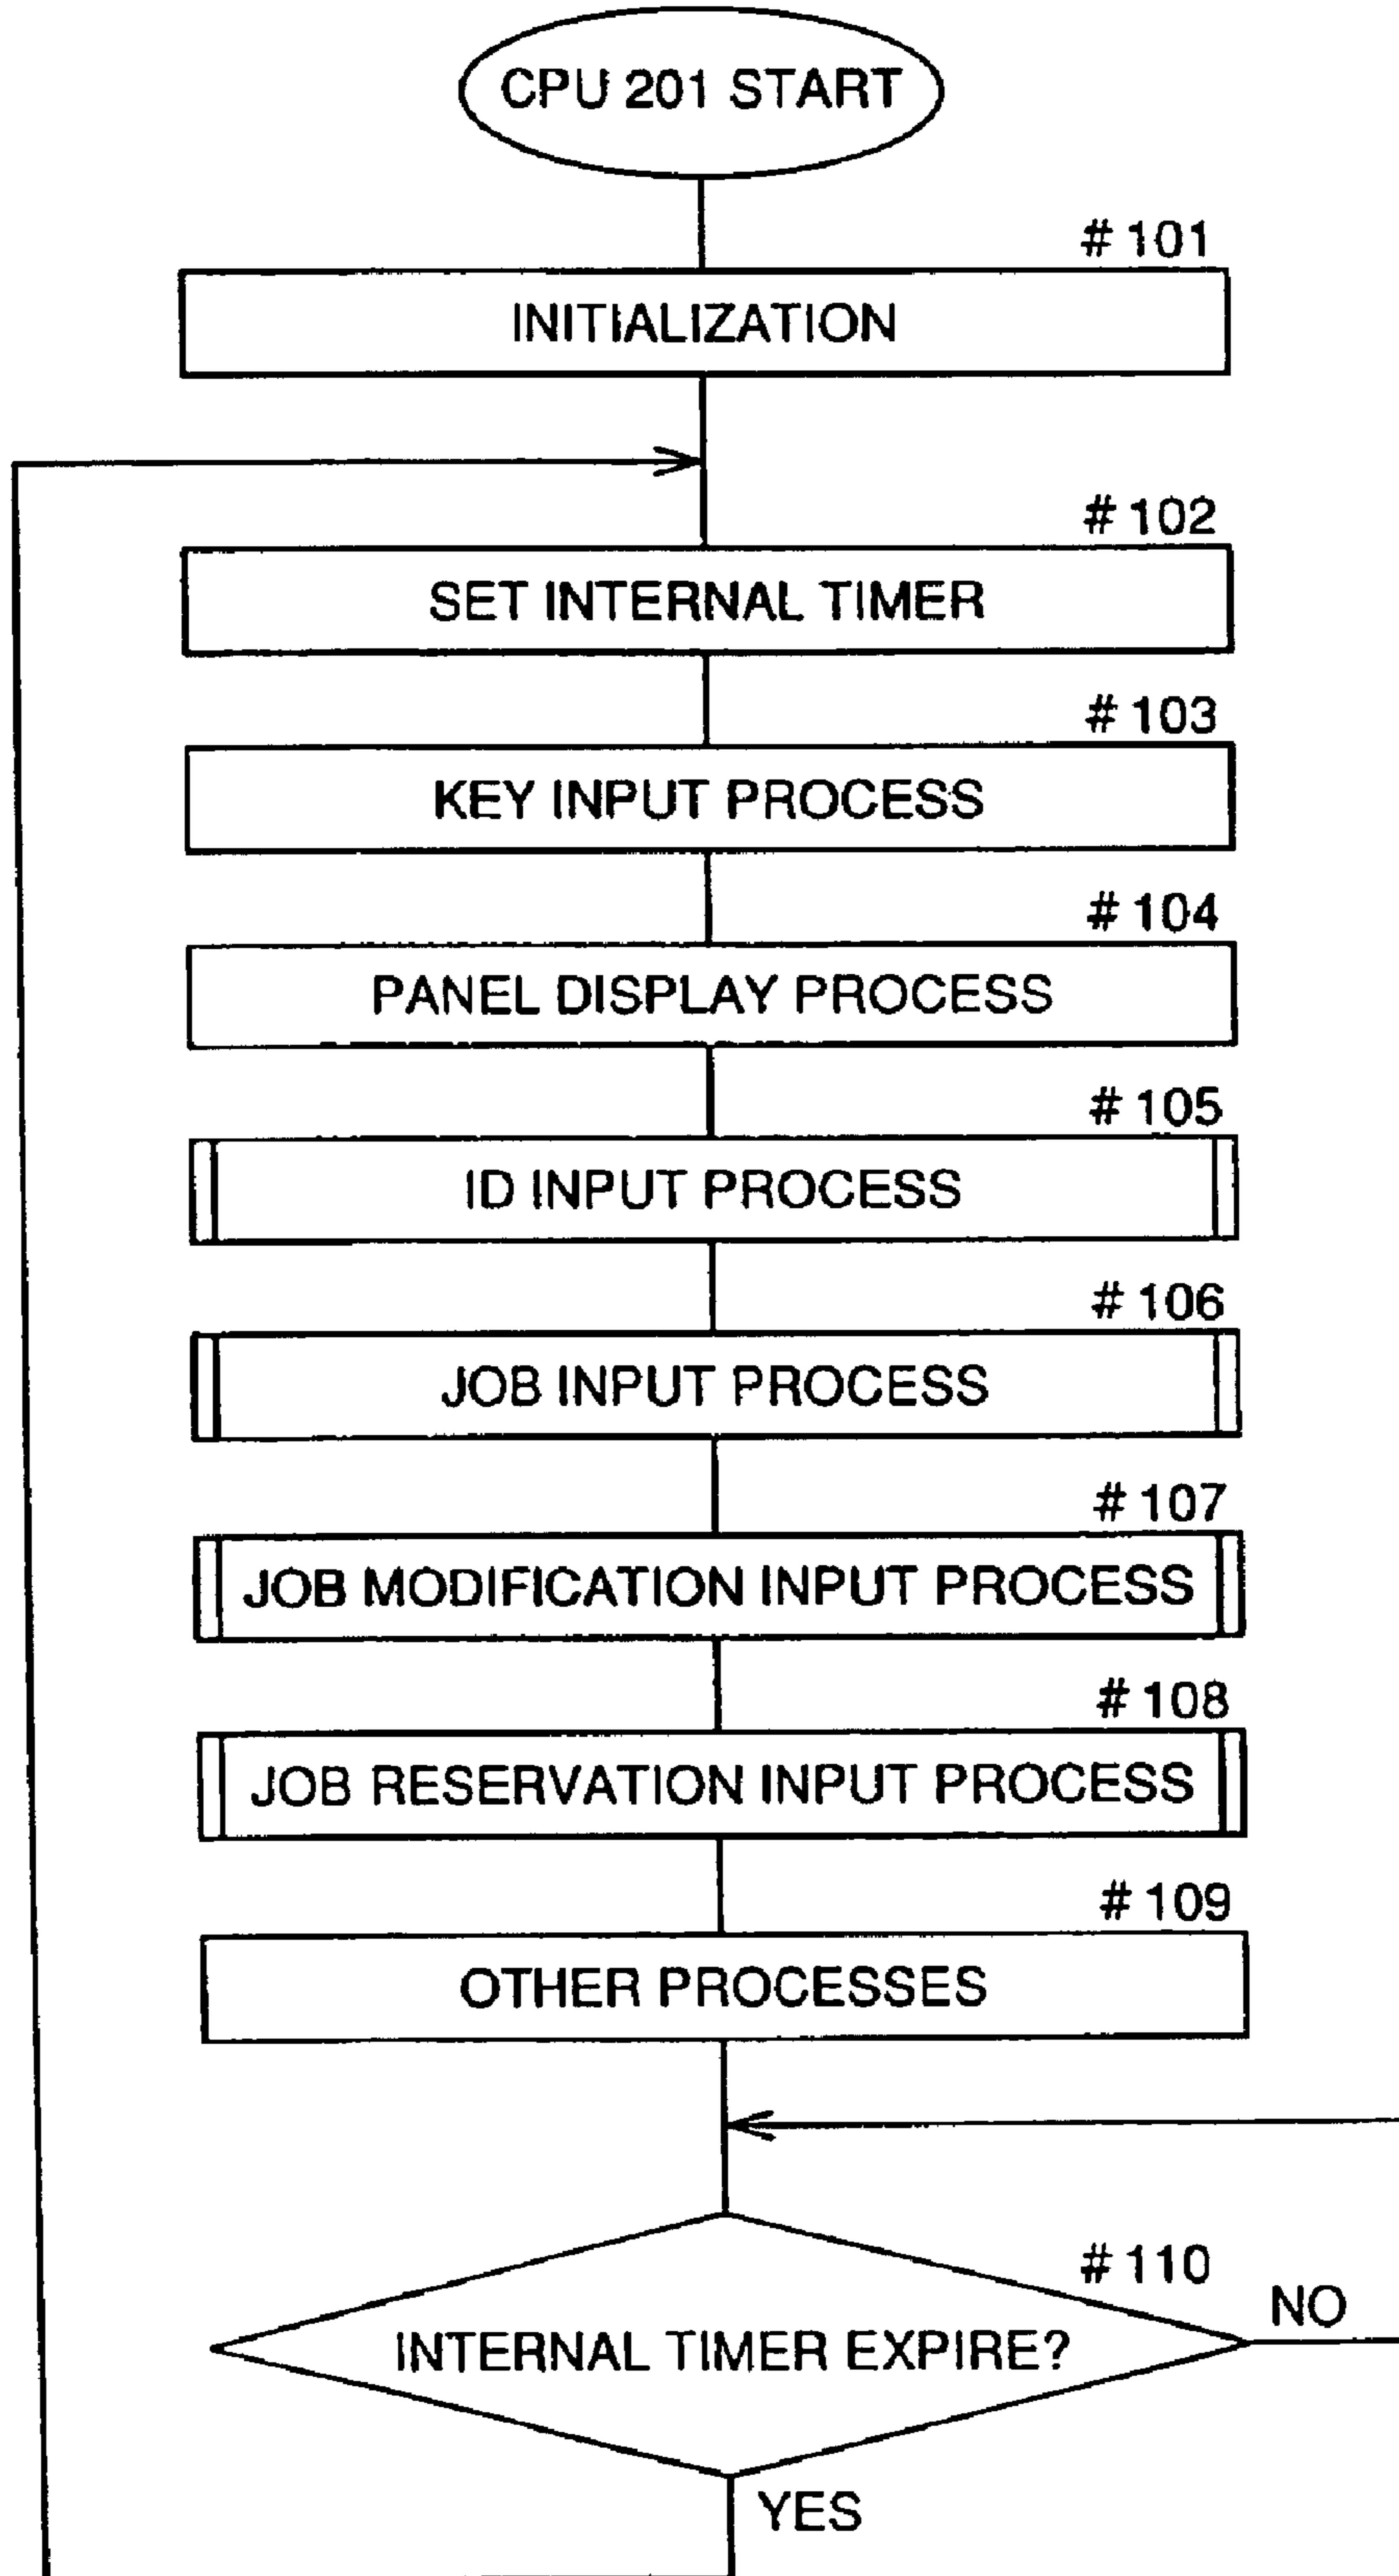 CPU 201 START
# 101
INITIALIZATION
# 102
SET INTERNAL TIMER
# 103
KEY INPUT PROCESS
# 104
PANEL DISPLAY PROCESS
# 105
ID INPUT PROCESS
# 106
JOB INPUT PROCESS
# 107
JOB MODIFICATION INPUT PROCESS
# 108
JOB RESERVATION INPUT PROCESS
# 109
OTHER PROCESSES
# 110
NO
INTERNAL TIMER EXPIRE?
YES